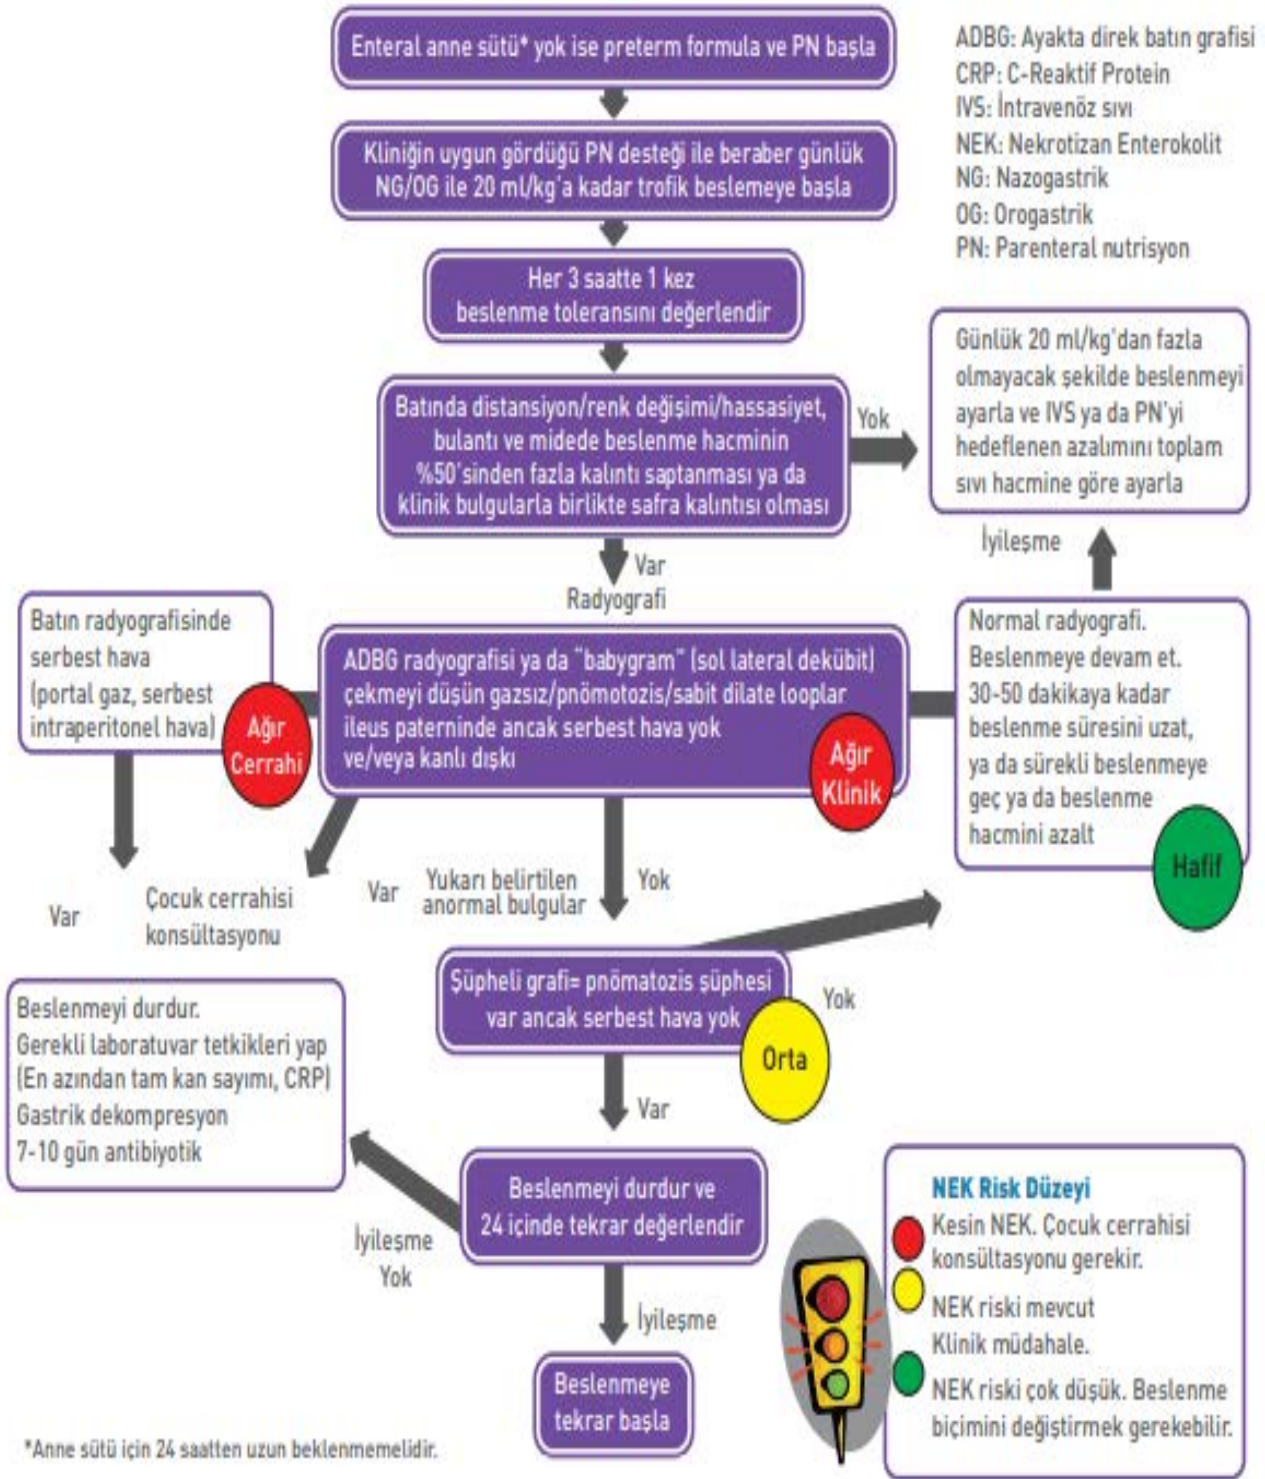 Enteral anne sütü* yok ise preterm formula ve PN başla
ADBG: Ayakta direk batın grafisi
CRP: C-Reaktif Protein
IVS: İntravenöz sıvı
NEK: Nekrotizan Enterokolit
NG: Nazogastrik
OG: Orogastrik
PN: Parenteral nutrisyon
Kliniğin uygun gördüğü PN desteği ile beraber günlük
NG/OG ile 20 ml/kg'a kadar trofik beslemeye başla
Her 3 saatte 1 kez
beslenme toleransını değerlendir
Batında distansiyon/renk değişimi/hassasiyet,
bulantı ve midede beslenme hacminin
%50'sinden fazla kalıntı saptanması ya da
klinik bulgularla birlikte safra kalıntısı olması
Yok
Günlük 20 ml/kg'dan fazla
olmayacak şekilde beslenmeyi
ayarla ve IVS ya da PN'yi
hedeflenen azalımını toplam
sıvı hacmine göre ayarla
İyileşme
Var
Radyografi
Batın radyografisinde
serbest hava
(portal gaz, serbest
intraperitonel hava)
Ağır
Cerrahi
ADBG radyografisi ya da "babygram" (sol lateral dekübit)
çekmeyi düşün gazsız/pnömotozis/sabit dilate looplar
ileus paterninde ancak serbest hava yok
ve/veya kanlı dışkı
Ağır
Klinik
Normal radyografi.
Beslenmeye devam et.
30-50 dakikaya kadar
beslenme süresini uzat,
ya da sürekli beslenmeye
geç ya da beslenme
hacmini azalt
Hafif
Var
Çocuk cerrahisi
konsültasyonu
Var
Yukarı belirtilen
anormal bulgular
Yok
Şüpheli grafi= pnömatozis şüphesi
var ancak serbest hava yok
Orta
Yok
Var
Beslenmeyi durdur.
Gerekli laboratuvar tetkikleri yap
(En azından tam kan sayımı, CRP)
Gastrik dekompresyon
7-10 gün antibiyotik
Beslenmeyi durdur ve
24 içinde tekrar değerlendir
İyileşme
Yok
İyileşme
Beslenmeye
tekrar başla
NEK Risk Düzeyi
Kesin NEK. Çocuk cerrahisi
konsültasyonu gerekir.
NEK riski mevcut
Klinik müdahale.
NEK riski çok düşük. Beslenme
biçimini değiştirmek gerekebilir.
*Anne sütü için 24 saatten uzun beklenmemelidir.